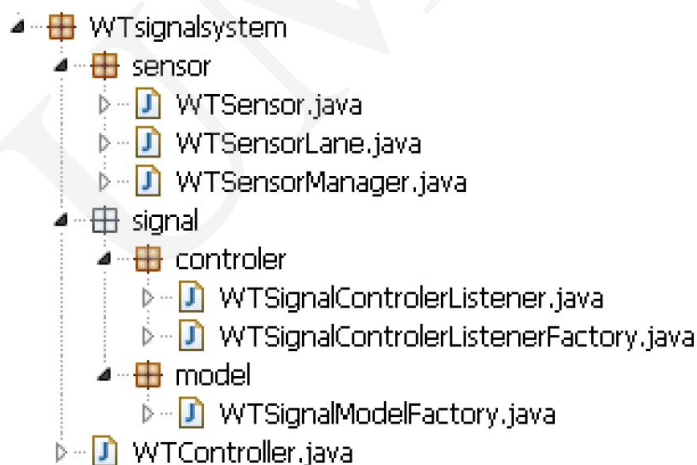 WTsignalsystem
sensor
WTSensor.java
WTSensorLane.java
WTSensorManager.java
signal
controler
WTSignalControlerListener.java
WTSignalControlerListenerFactory.java
model
WTSignalModelFactory.java
WTController.java